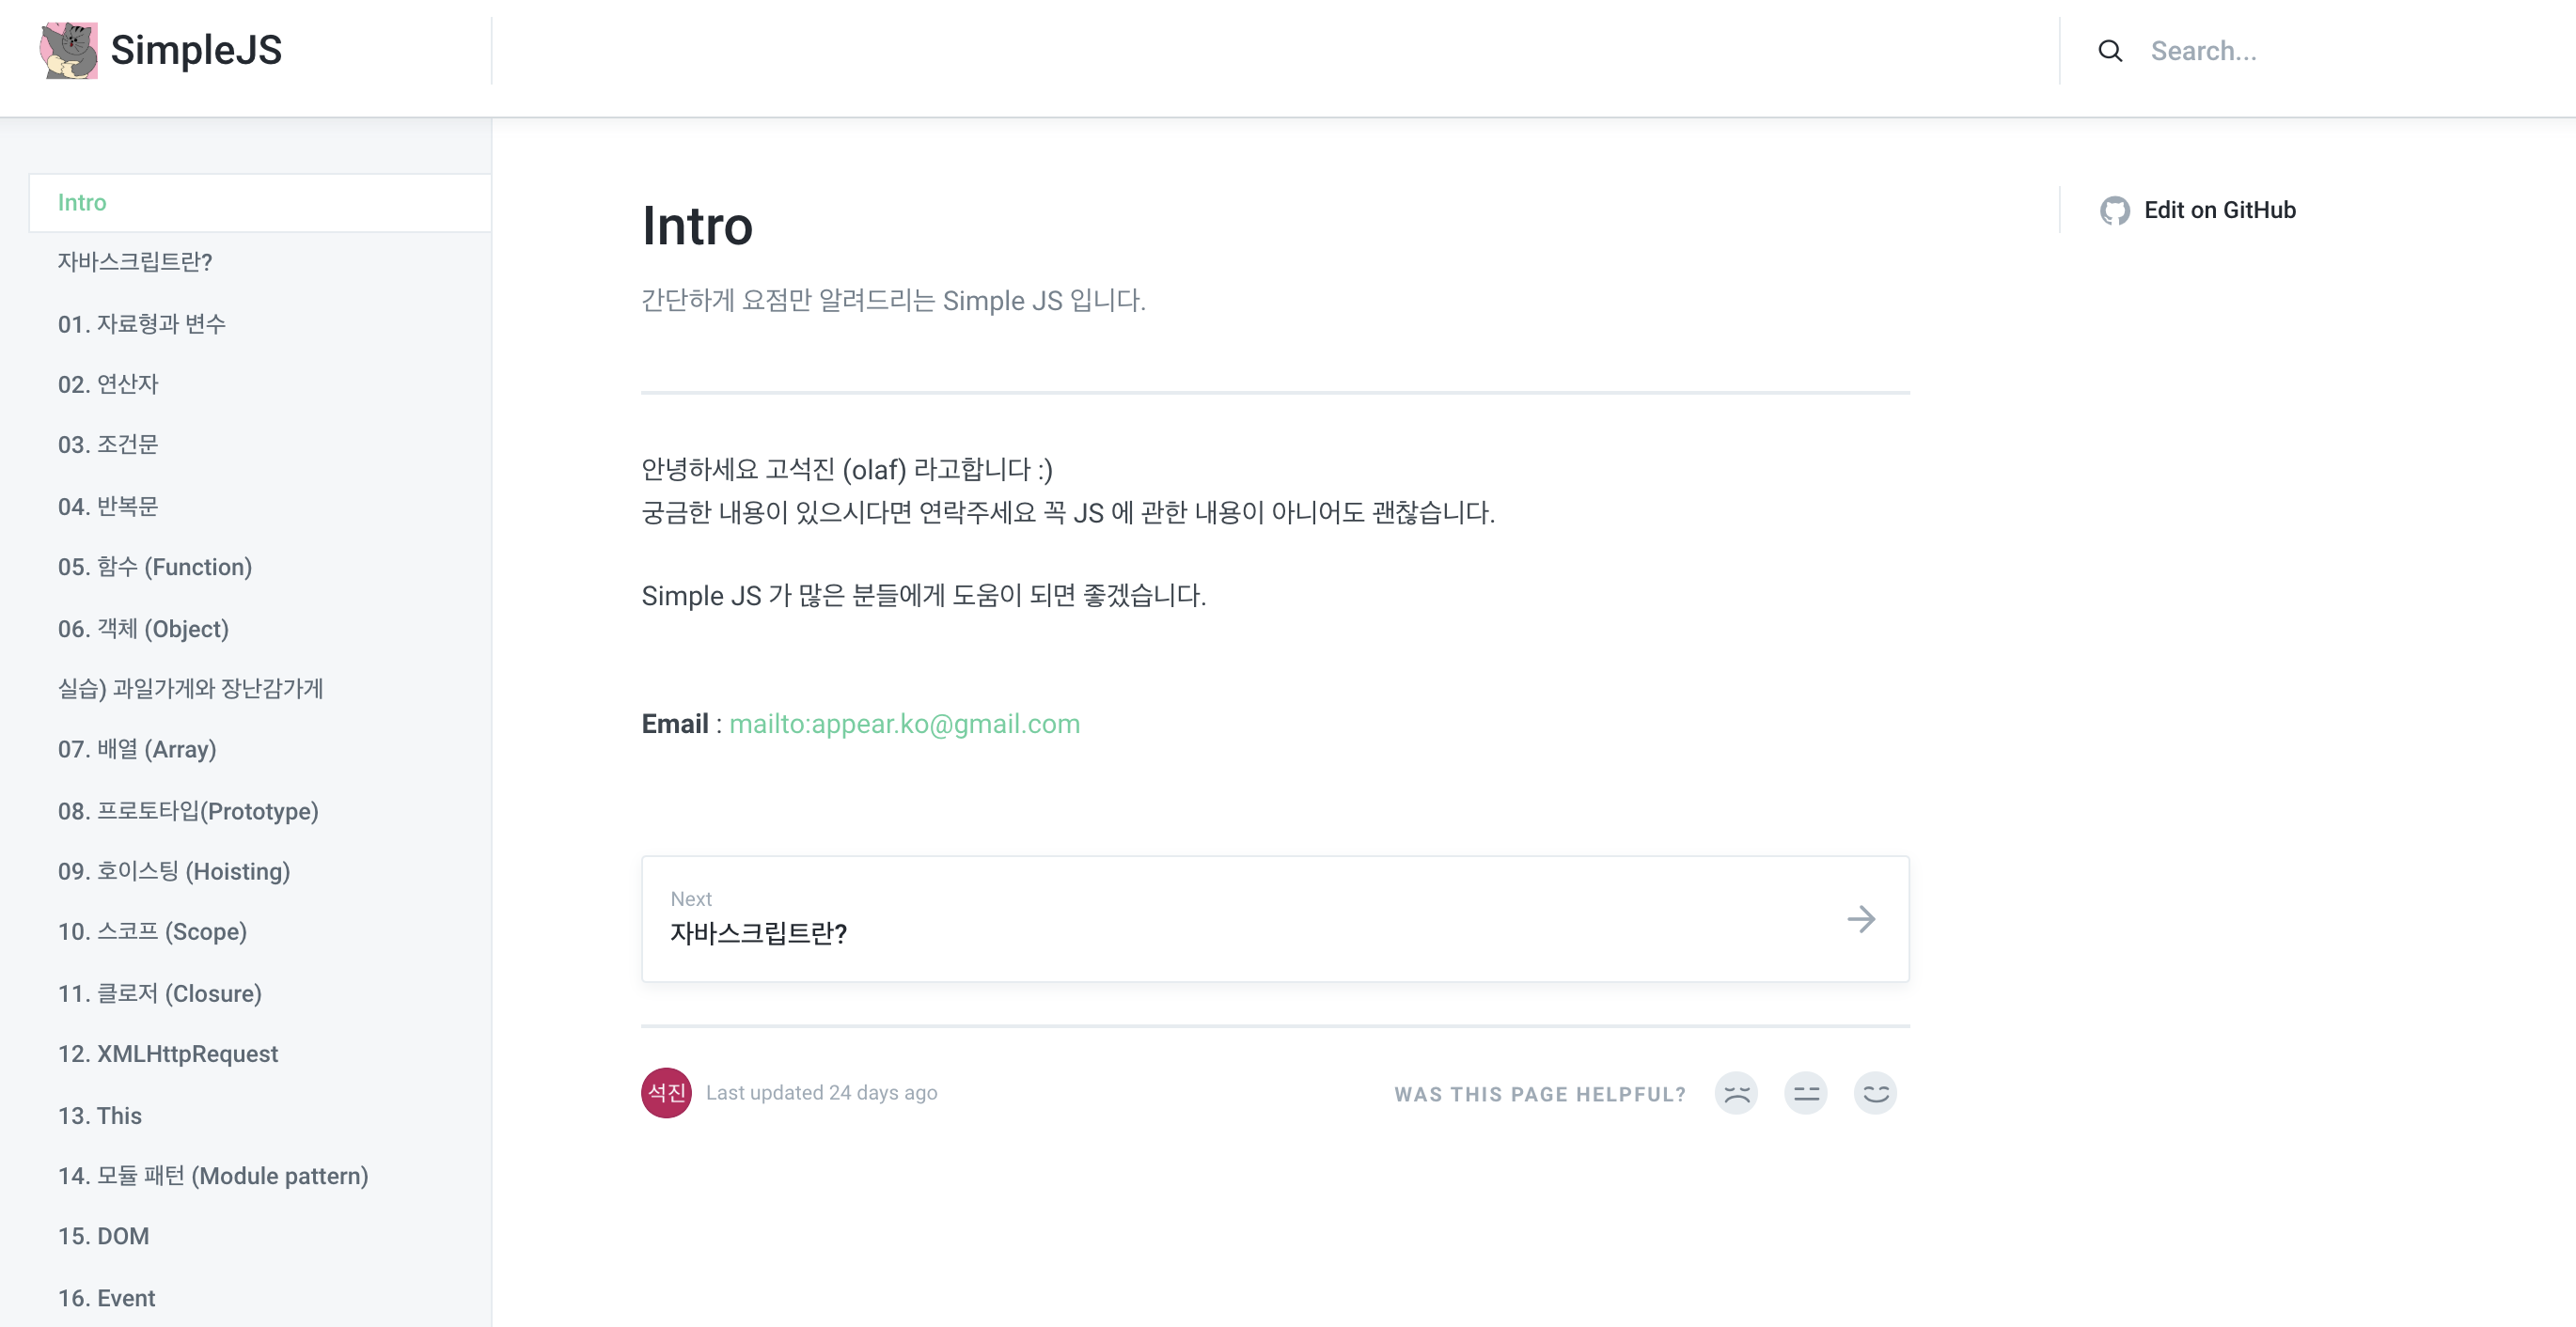 SimpleJS
Search...
Intro
자바스크립트란?
01. 자료형과 변수
02. 연산자
03. 조건문
04. 반복문
05. 함수 (Function)
06. 객체 (Object)
실습) 과일가게와 장난감가게
07. 배열 (Array)
08. 프로토타입(Prototype)
09. 호이스팅 (Hoisting)
10. 스코프 (Scope)
11. 클로저 (Closure)
12. XMLHttpRequest
13. This
14. 모듈 패턴 (Module pattern)
15. DOM
16. Event
Intro
간단하게 요점만 알려드리는 Simple JS 입니다.
안녕하세요 고석진 (olaf) 라고합니다 :)
궁금한 내용이 있으시다면 연락주세요 꼭 JS 에 관한 내용이 아니어도 괜찮습니다.
Simple JS 가 많은 분들에게 도움이 되면 좋겠습니다.
Email : mailto:appear.ko@gmail.com
Next
자바스크립트란?
석진 Last updated 24 days ago
WAS THIS PAGE HELPFUL?
Edit on GitHub